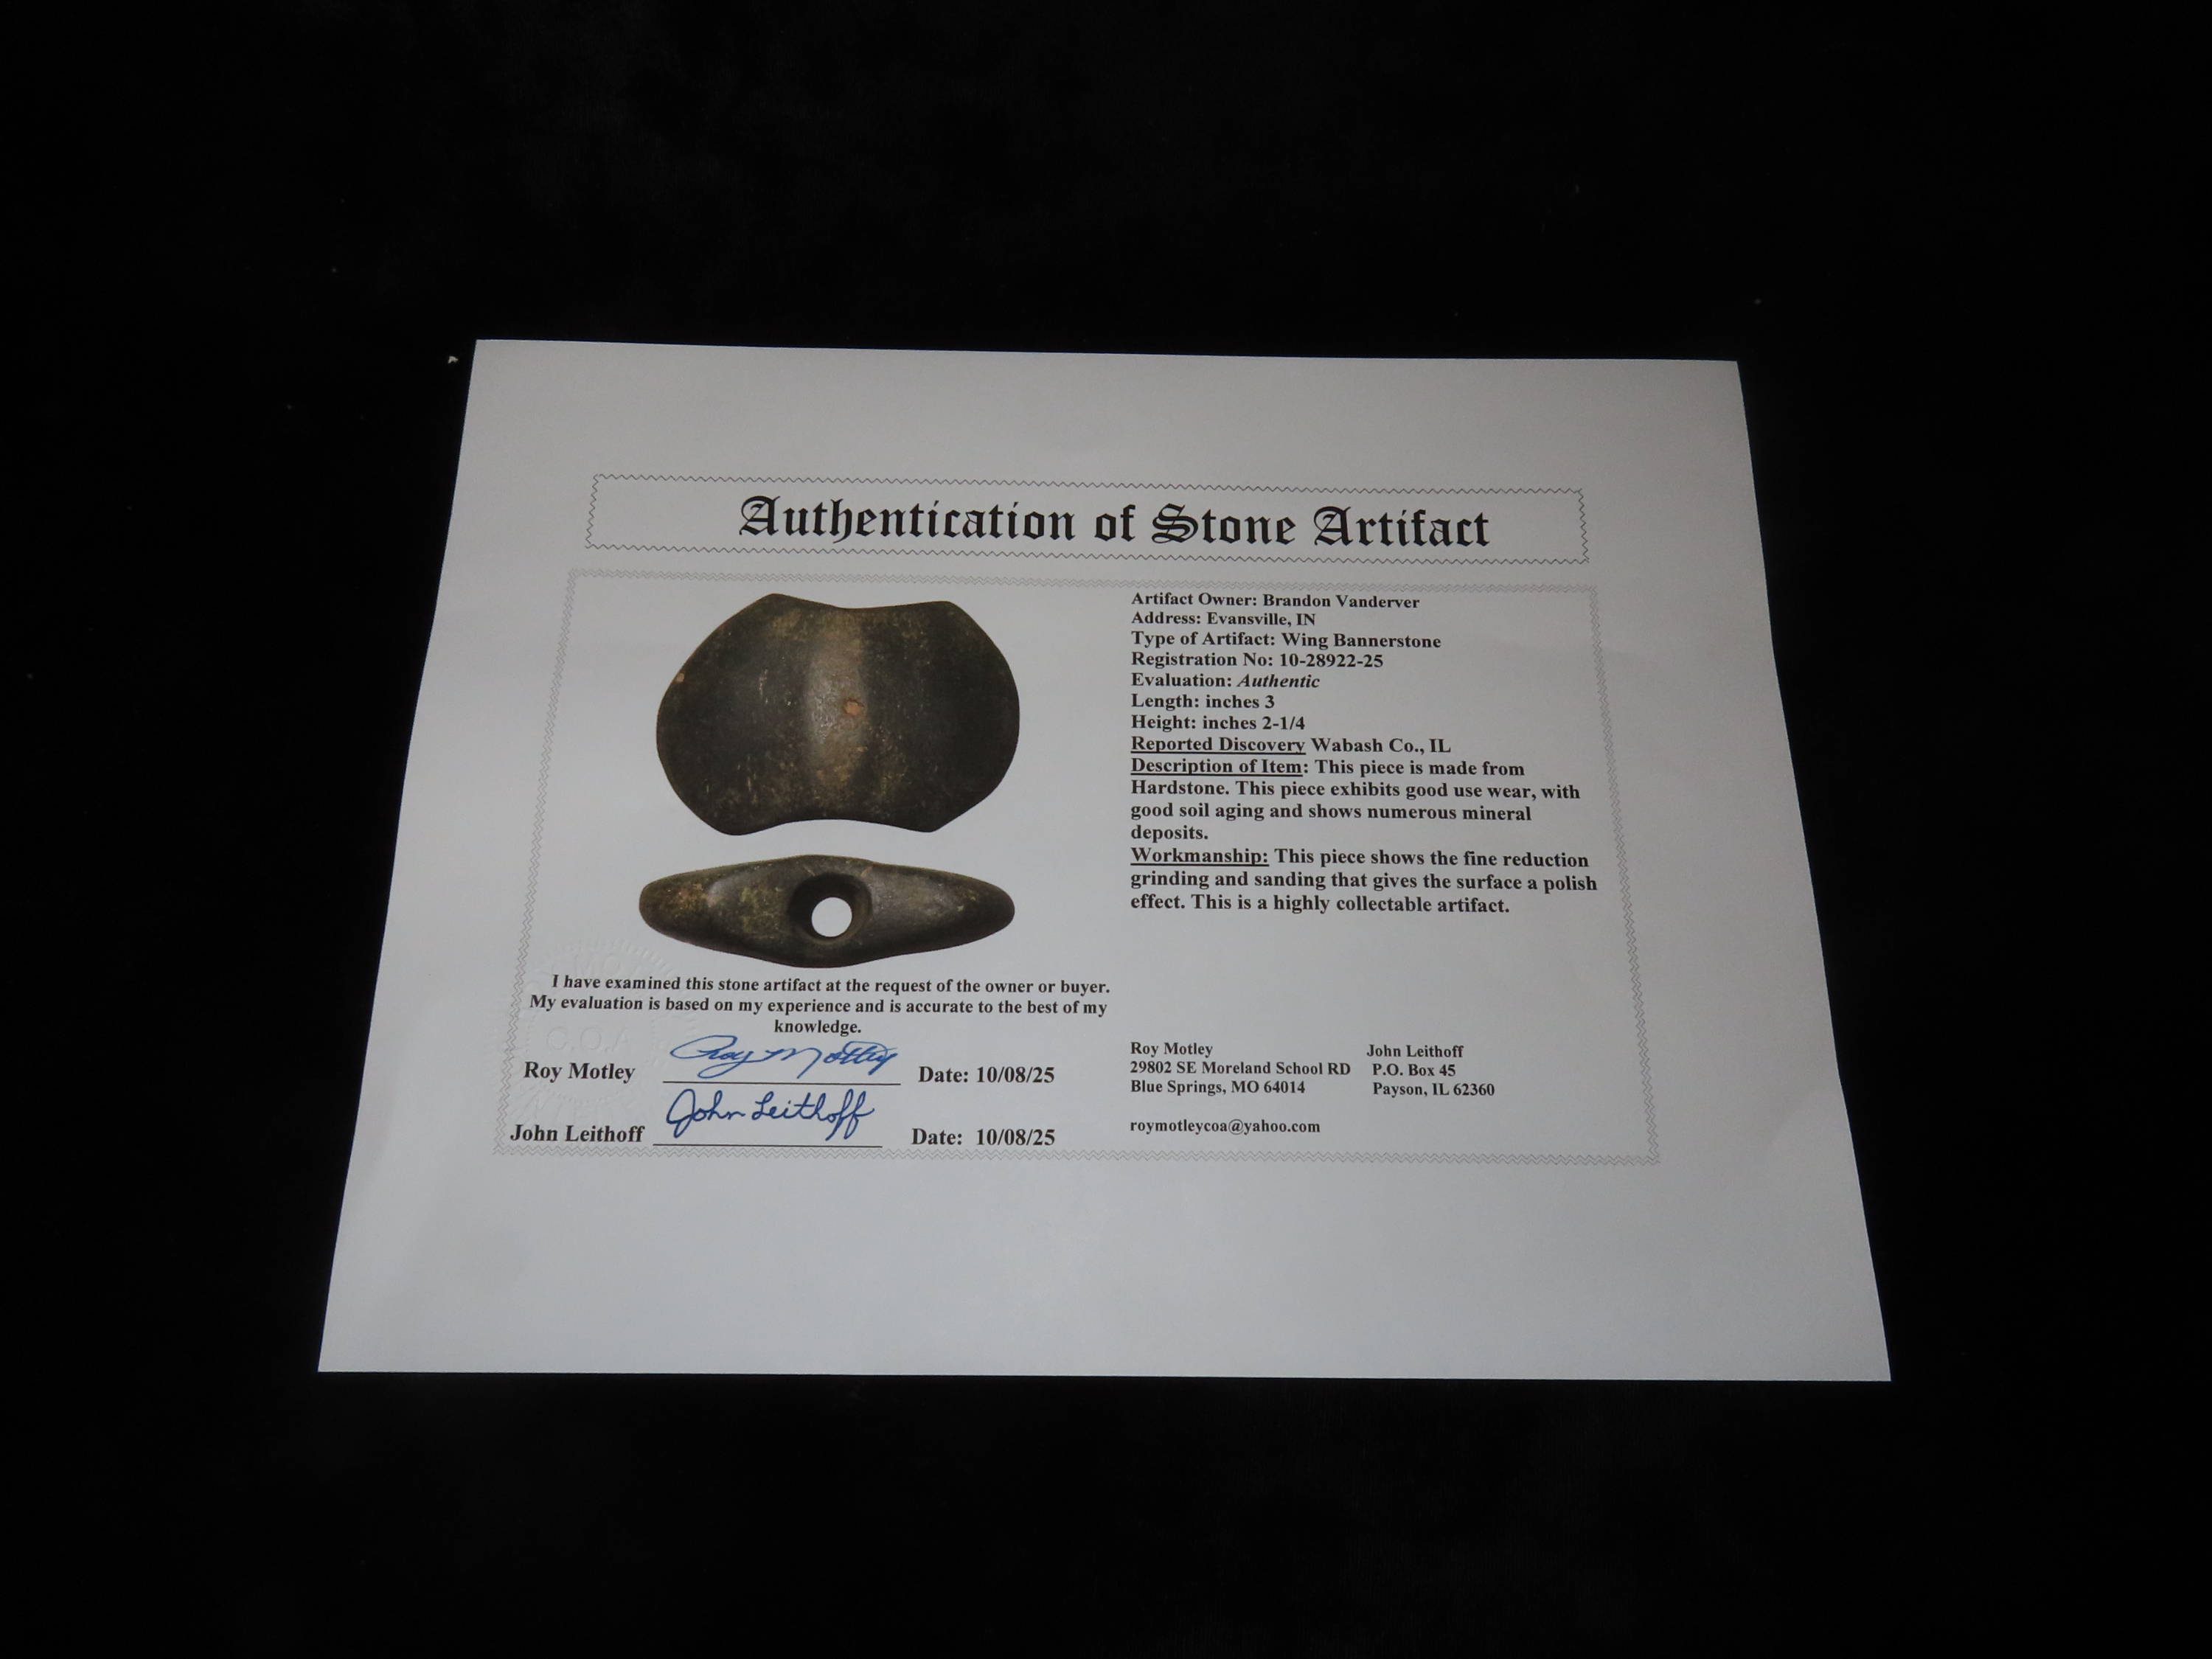 Authentication of Stone Artifact
Artifact Owner: Brandon Vanderver
Address: Evansville, IN
Type of Artifact: Wing Bannerstone
Registration No: 10-28922-25
Evaluation: Authentic
Length: inches 3
Height: inches 2-1/4
Reported Discovery Wabash Co., IL
Description of Item: This piece is made from
Hardstone. This piece exhibits good use wear, with
good soil aging and shows numerous mineral
deposits.
Workmanship: This piece shows the fine reduction
grinding and sanding that gives the surface a polish
effect. This is a highly collectable artifact.
I have examined this stone artifact at the request of the owner or buyer.
My evaluation is based on my experience and is accurate to the best of my
knowledge.
Roy Motley Roy Motley Date: 10/08/25
John Leithoff John Leithoff Date: 10/08/25
Roy Motley John Leithoff
29802 SE Moreland School RD P.O. Box 45
Blue Springs, MO 64014 Payson, IL 62360
roymotleycoa@yahoo.com